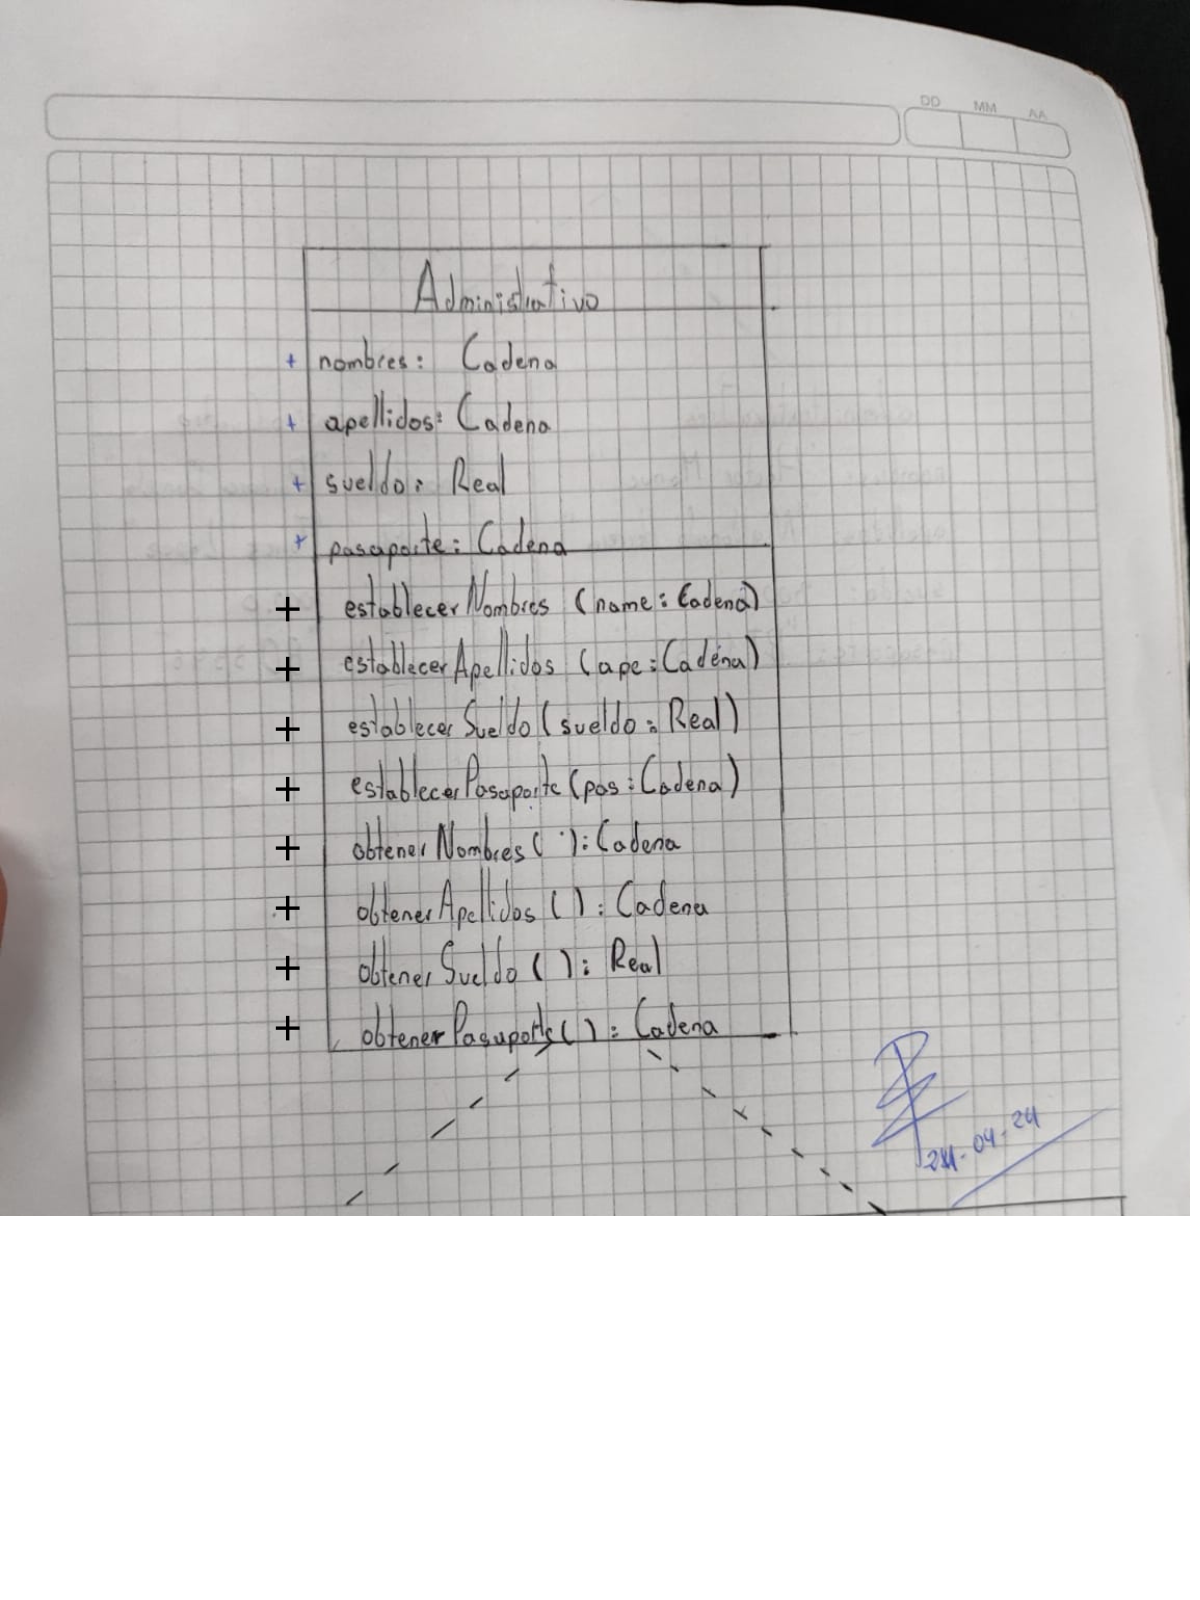 DD MM AA
Administrativo
+ nombres: Cadena
+ apellidos: Cadena
+ sueldo: Real
+ pasaporte: Cadena
+ establecerNombres (name: Cadena)
+ establecerApellidos (ape: Cadena)
+ establecerSueldo (sueldo: Real)
+ establecerPasaporte (pas: Cadena)
+ obtenerNombres ( ): Cadena
+ obtenerApellidos ( ): Cadena
+ obtenerSueldo ( ): Real
+ obtenerPasaporte ( ): Cadena
24-04-24